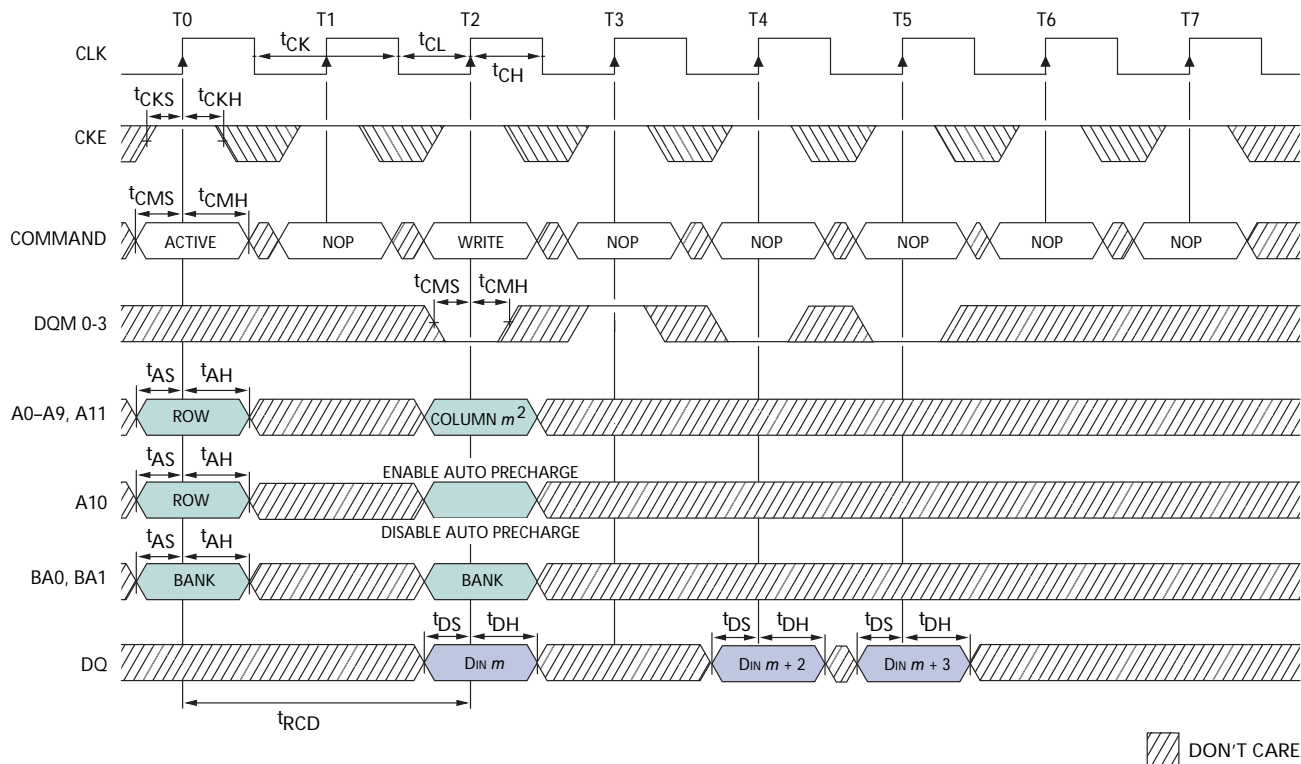 T0 T1 T2 T3 T4 T5 T6 T7
CLK
tCK tCL
tCH
tCKS tCKH
CKE
tCMS tCMH
COMMAND ACTIVE NOP WRITE NOP NOP NOP NOP NOP
tCMS tCMH
DQM 0-3
tAS tAH
A0–A9, A11 ROW COLUMN m2
tAS tAH ENABLE AUTO PRECHARGE
A10 ROW
DISABLE AUTO PRECHARGE
tAS tAH
BA0, BA1 BANK BANK
tDS tDH tDS tDH tDS tDH
DQ DIN m DIN m + 2 DIN m + 3
tRCD
DON'T CARE